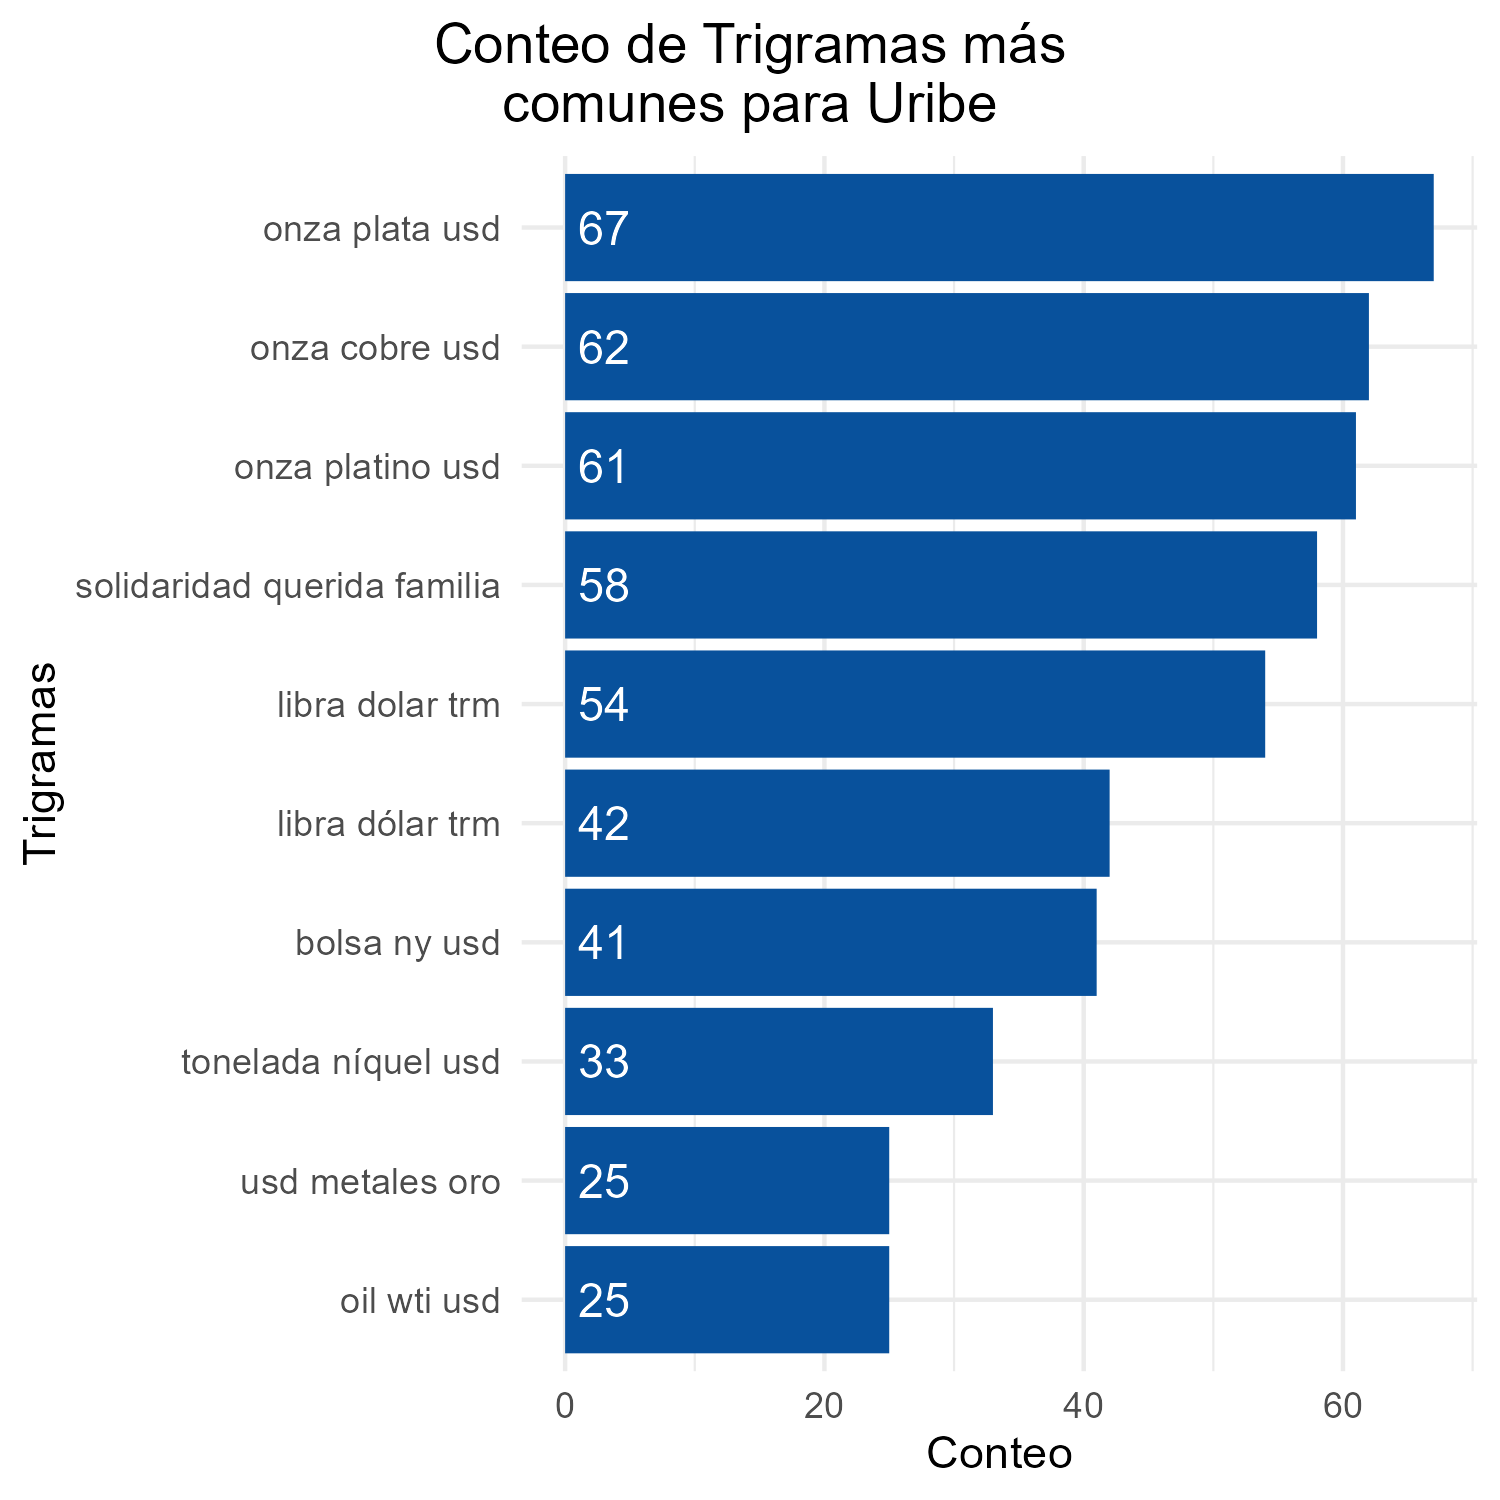 Conteo de Trigramas más
comunes para Uribe
Trigramas
onza plata usd 67
onza cobre usd 62
onza platino usd 61
solidaridad querida familia 58
libra dolar trm 54
libra dólar trm 42
bolsa ny usd 41
tonelada níquel usd 33
usd metales oro 25
oil wti usd 25
0 20 40 60
Conteo